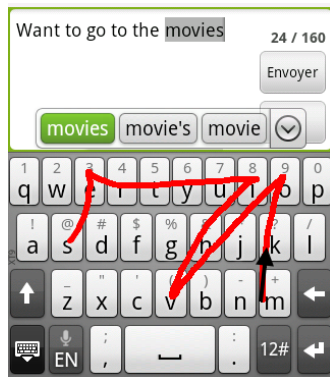 Want to go to the movies
24 / 160
Envoyer
movies movie's movie
1 2 3 4 5 6 7 8 9 0
q w e r t y u i o p
! @ # $ % ? /
a s d f g h j k l
_ " ' ( ) - +
z x c v b n m
; :
EN , . 12#